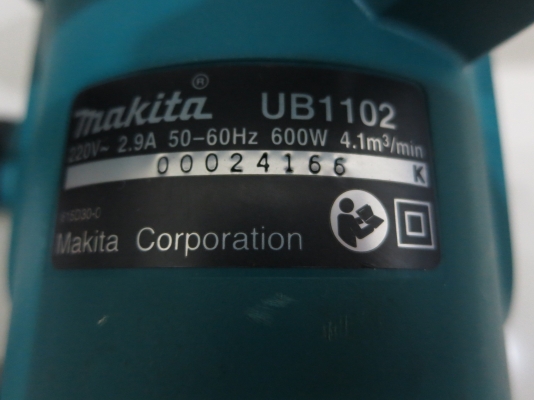 makita® UB1102
220V~ 2.9A 50-60Hz 600W 4.1m³/min
00024166 K
Makita Corporation